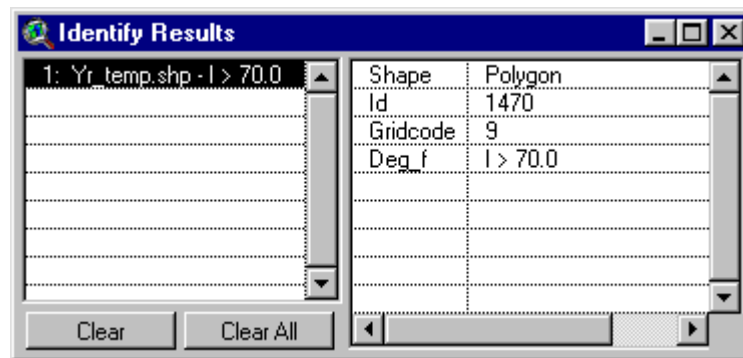 Identify Results
1: Yr_temp.shp - I > 70.0
Shape Polygon
Id 1470
Gridcode 9
Deg_f I > 70.0
Clear Clear All